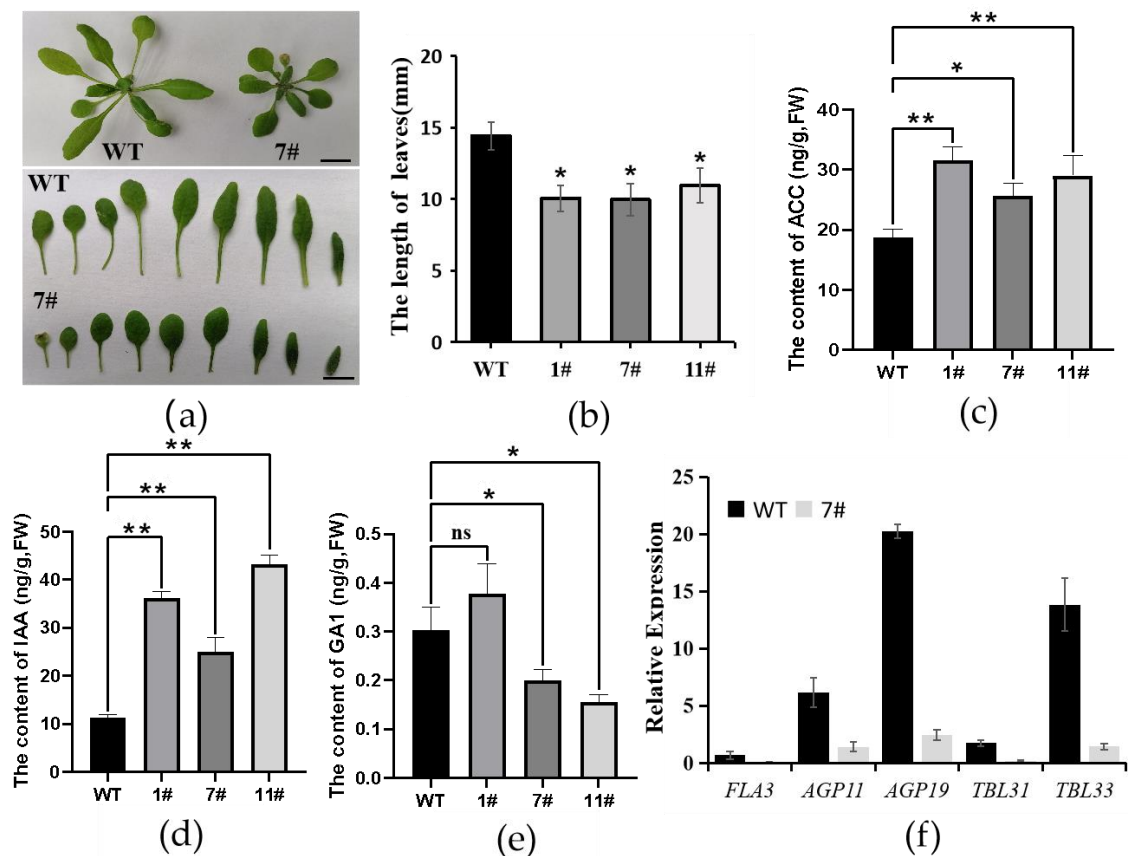 WT
7#
WT
7#
(a)
The length of leaves(mm)
20
15
10
5
0
*
*
*
WT
1#
7#
11#
(b)
The content of ACC (ng/g,FW)
40
30
20
10
0
**
*
**
WT
1#
7#
11#
(c)
The content of IAA (ng/g,FW)
50
40
30
20
10
0
**
**
**
WT
1#
7#
11#
(d)
The content of GA1 (ng/g,FW)
0.5
0.4
0.3
0.2
0.1
0.0
*
*
ns
WT
1#
7#
11#
(e)
Relative Expression
25
20
15
10
5
0
WT 7#
FLA3
AGP11
AGP19
TBL31
TBL33
(f)